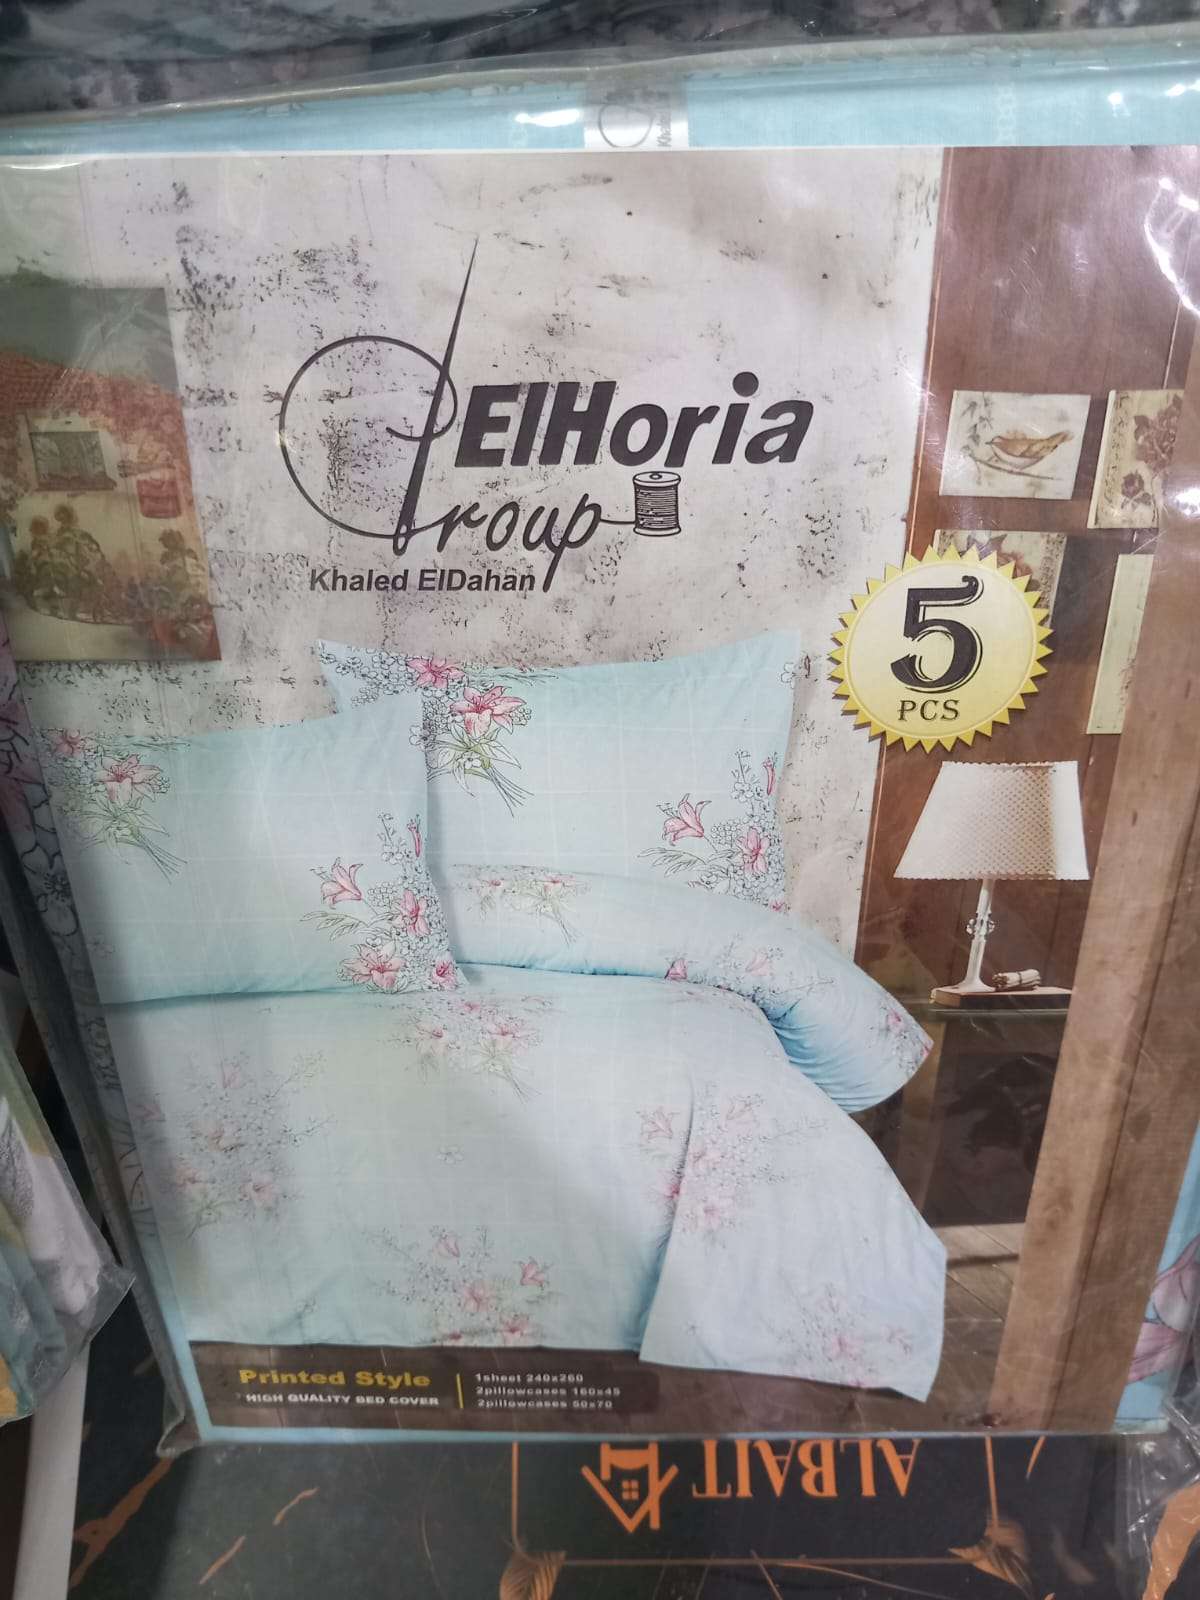 Khaled
ElHoria
Group
Khaled ElDahan
5
PCS
Printed Style
HIGH QUALITY BED COVER
1sheet 240x260
2pillowcases 160x45
2pillowcases 50x70
ALBAIT